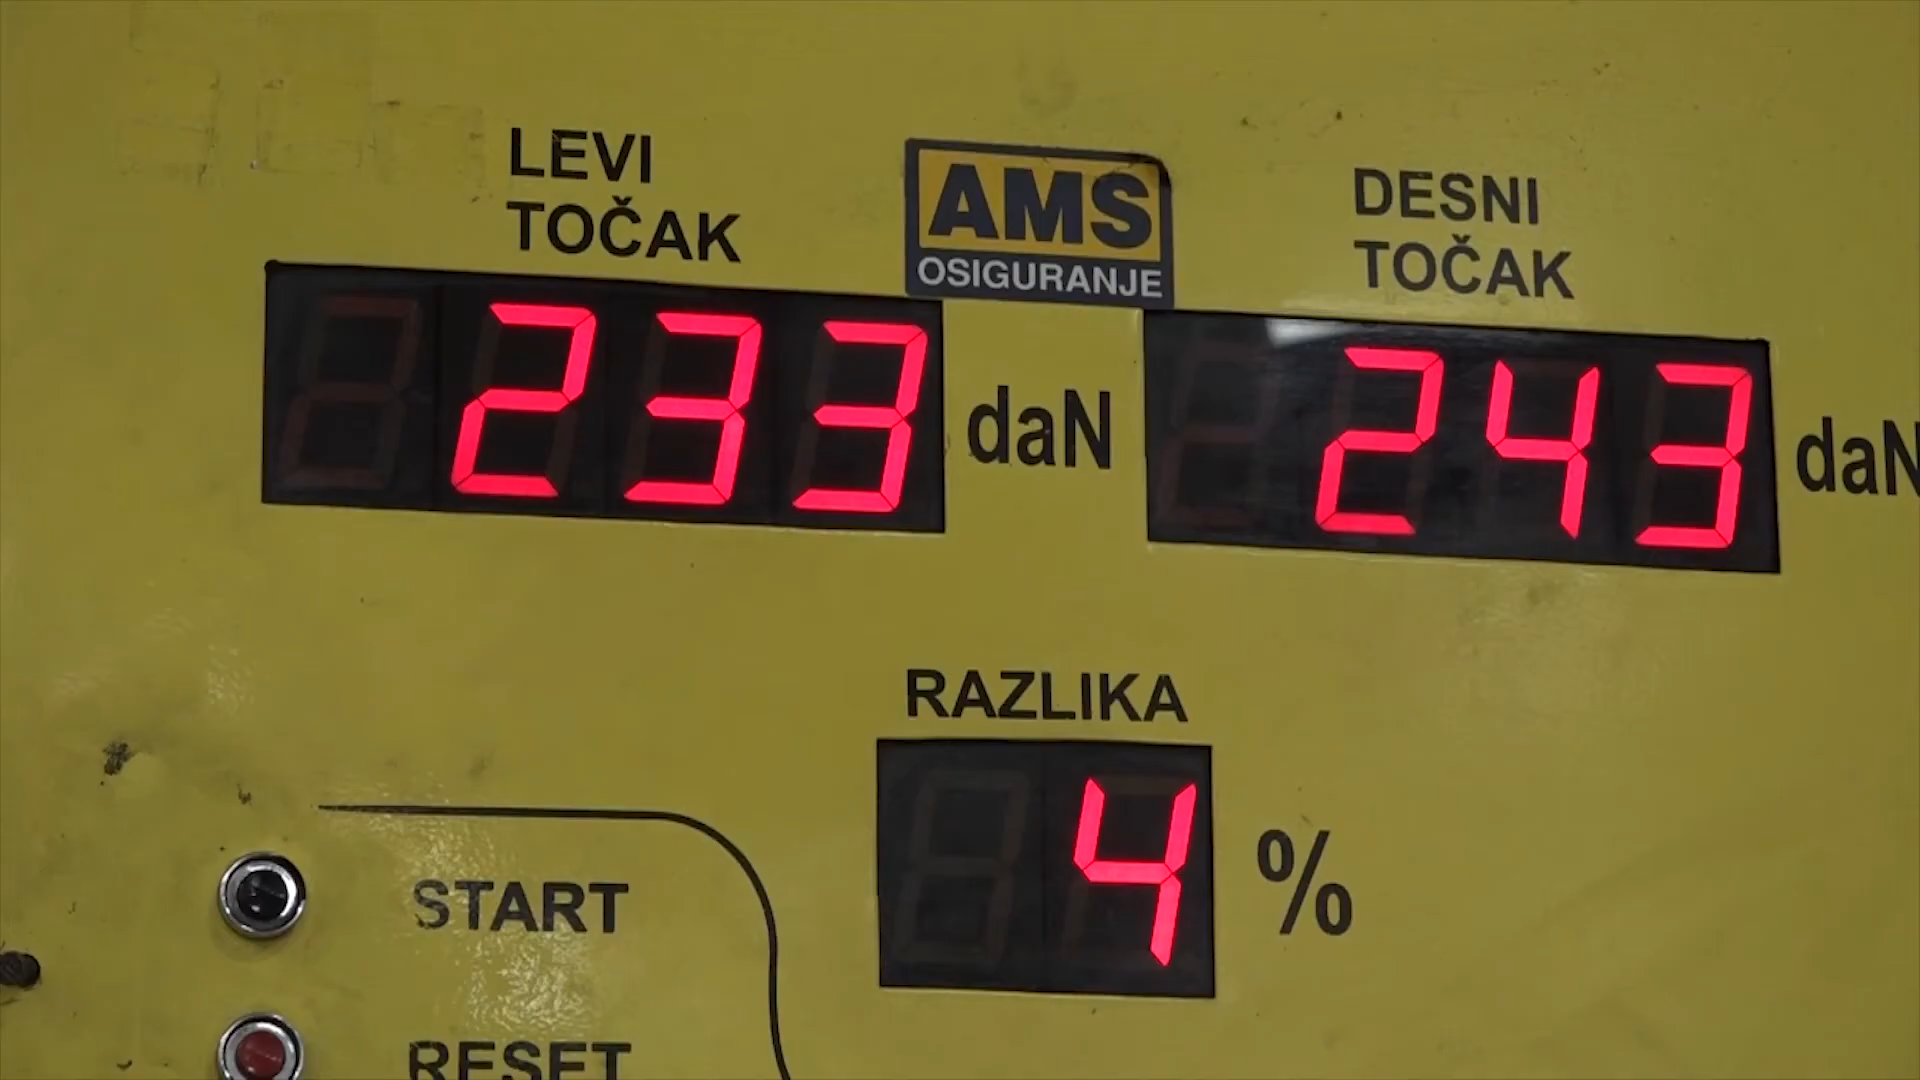 LEVI
TOČAK
AMS
OSIGURANJE
DESNI
TOČAK
233 daN
243 daN
RAZLIKA
4 %
START
RESET